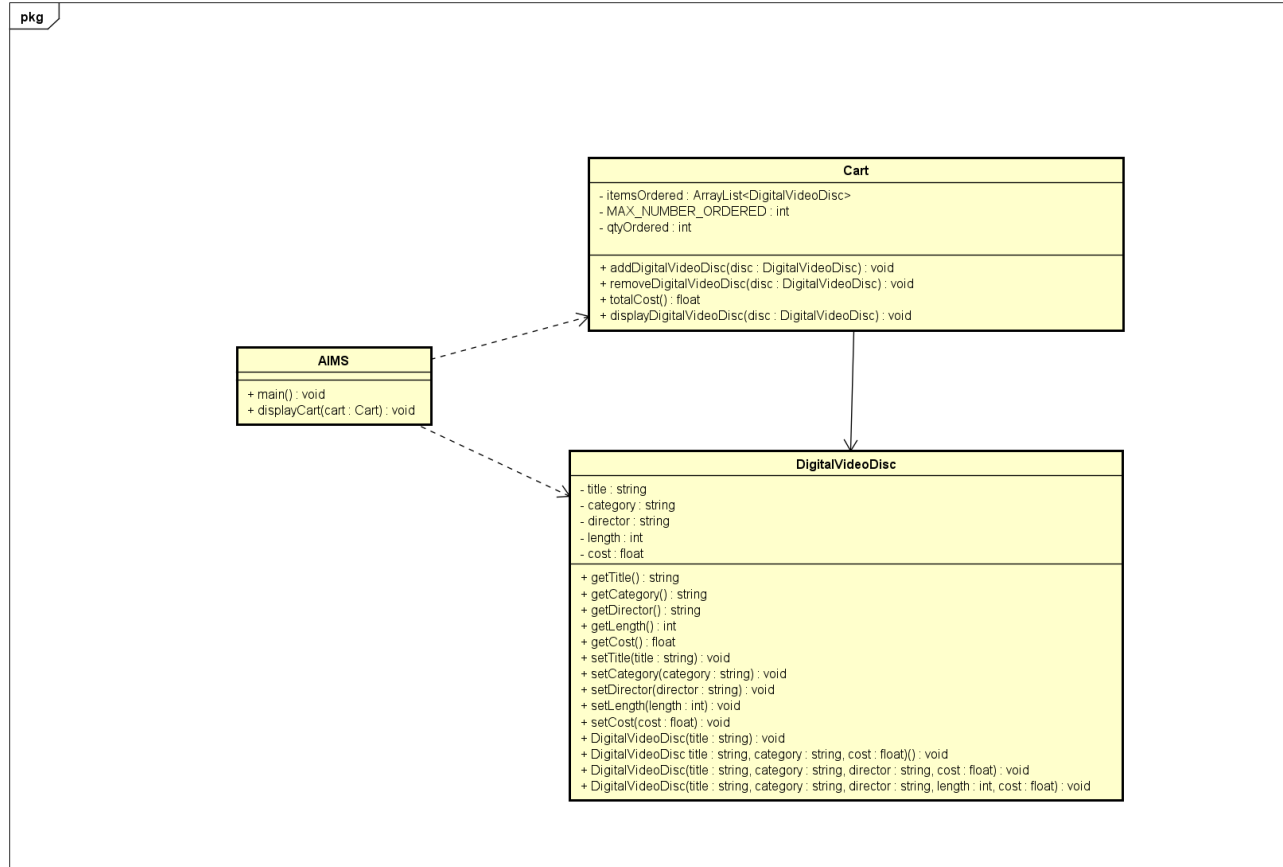 pkg
Cart
- itemsOrdered : ArrayList<DigitalVideoDisc>
- MAX_NUMBER_ORDERED : int
- qtyOrdered : int
+ addDigitalVideoDisc(disc : DigitalVideoDisc) : void
+ removeDigitalVideoDisc(disc : DigitalVideoDisc) : void
+ totalCost() : float
+ displayDigitalVideoDisc(disc : DigitalVideoDisc) : void
AIMS
+ main() : void
+ displayCart(cart : Cart) : void
DigitalVideoDisc
- title : string
- category : string
- director : string
- length : int
- cost : float
+ getTitle() : string
+ getCategory() : string
+ getDirector() : string
+ getLength() : int
+ getCost() : float
+ setTitle(title : string) : void
+ setCategory(category : string) : void
+ setDirector(director : string) : void
+ setLength(length : int) : void
+ setCost(cost : float) : void
+ DigitalVideoDisc(title : string) : void
+ DigitalVideoDisc title : string, category : string, cost : float)() : void
+ DigitalVideoDisc(title : string, category : string, director : string, cost : float) : void
+ DigitalVideoDisc(title : string, category : string, director : string, length : int, cost : float) : void